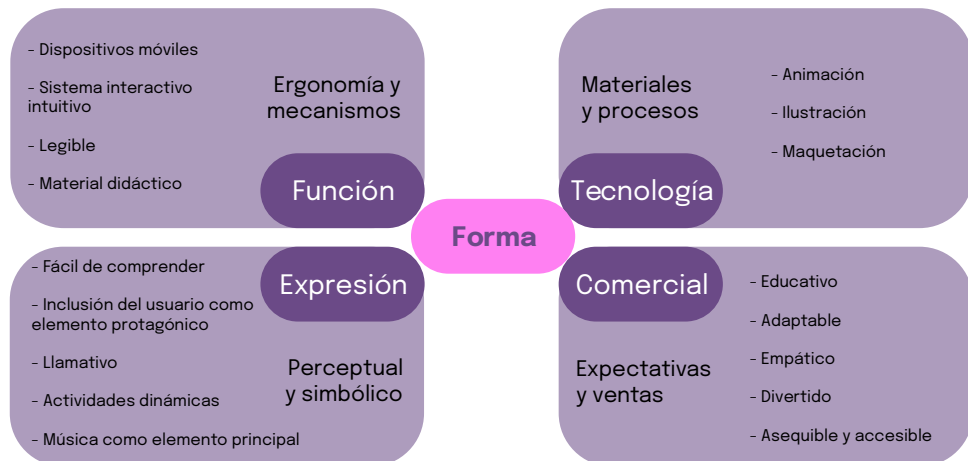 - Dispositivos móviles
- Sistema interactivo
intuitivo
- Legible
- Material didáctico
Ergonomía y
mecanismos
Función
Materiales
y procesos
- Animación
- Ilustración
- Maquetación
Tecnología
Forma
- Fácil de comprender
- Inclusión del usuario como
elemento protagónico
- Llamativo
- Actividades dinámicas
- Música como elemento principal
Expresión
Perceptual
y simbólico
Comercial
Expectativas
y ventas
- Educativo
- Adaptable
- Empático
- Divertido
- Asequible y accesible